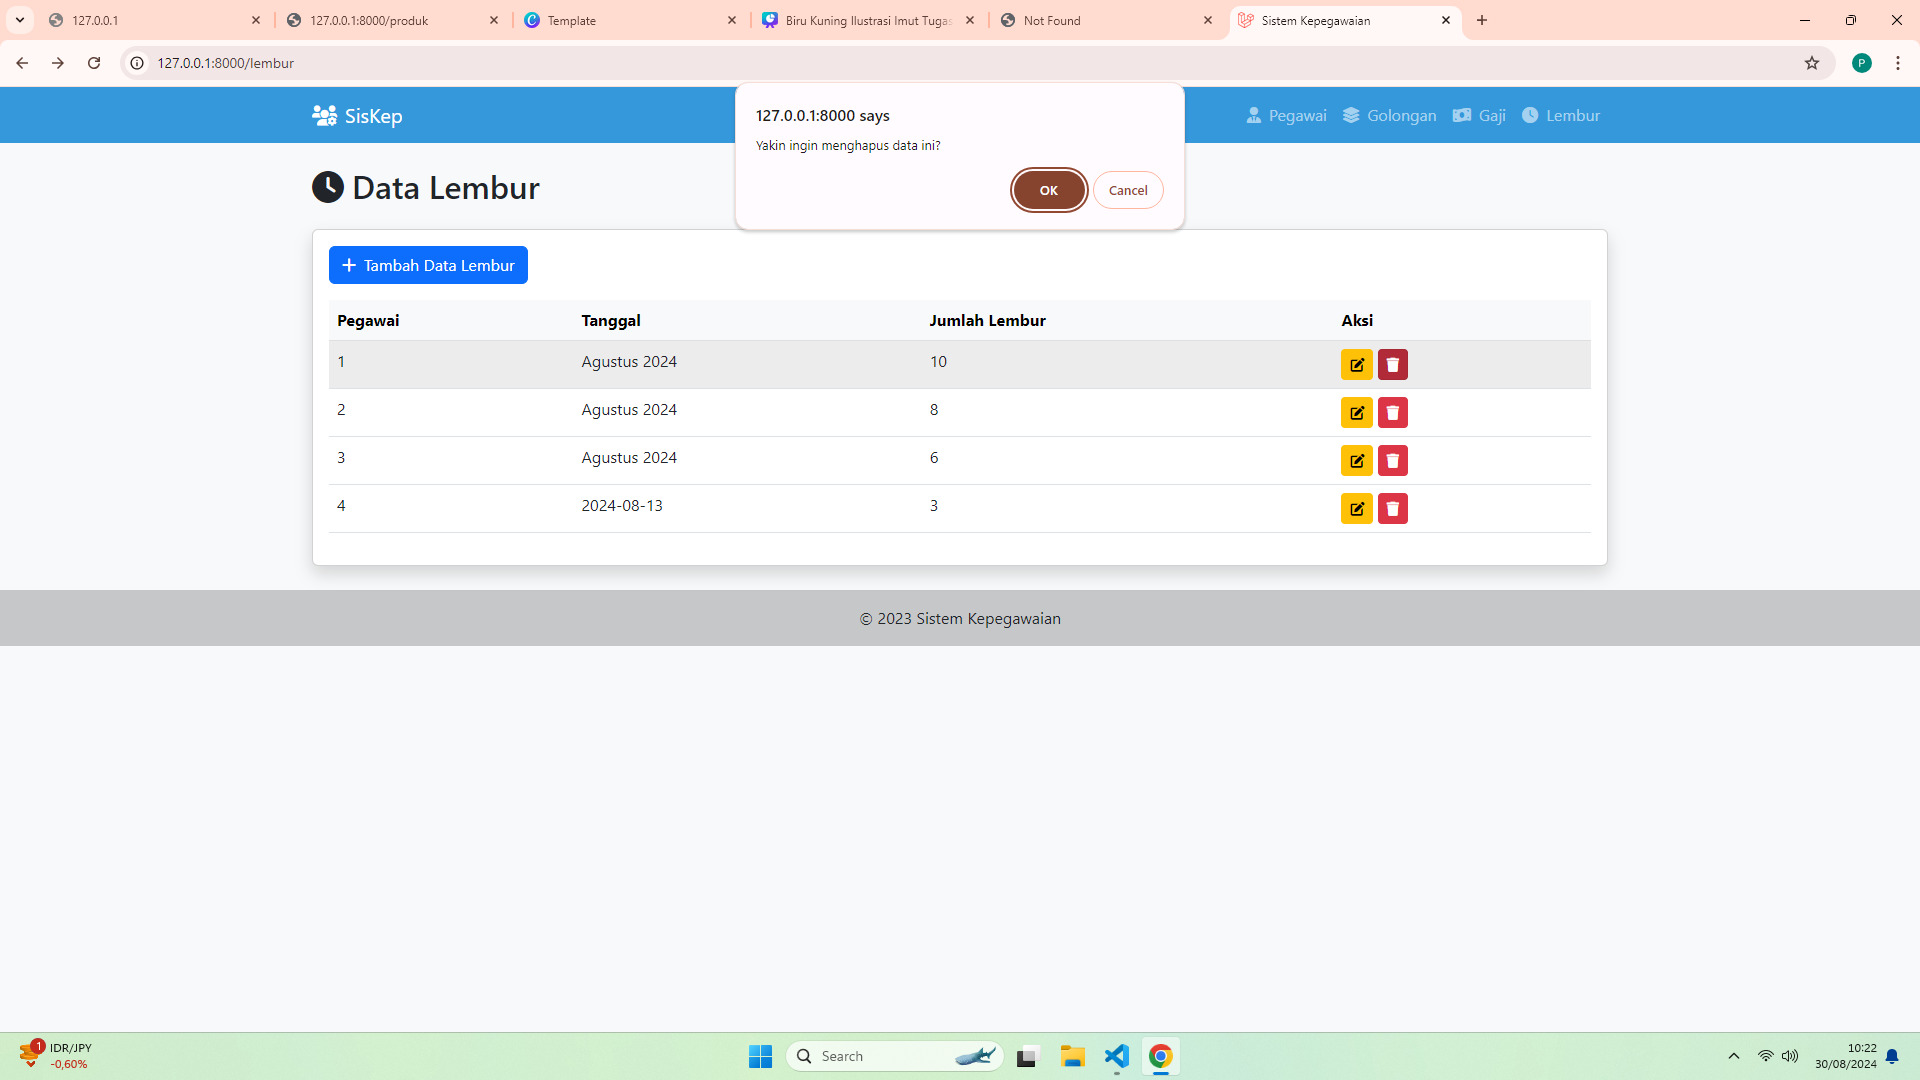 127.0.0.1
127.0.0.1:8000/produk
Template
Biru Kuning Ilustrasi Imut Tugas
Not Found
Sistem Kepegawaian
127.0.0.1:8000/lembur
P
SisKep
Pegawai
Golongan
Gaji
Lembur
127.0.0.1:8000 says
Yakin ingin menghapus data ini?
OK
Cancel
Data Lembur
+ Tambah Data Lembur
Pegawai Tanggal Jumlah Lembur Aksi
1 Agustus 2024 10
2 Agustus 2024 8
3 Agustus 2024 6
4 2024-08-13 3
© 2023 Sistem Kepegawaian
1
IDR/JPY
-0,60%
Search
10:22
30/08/2024